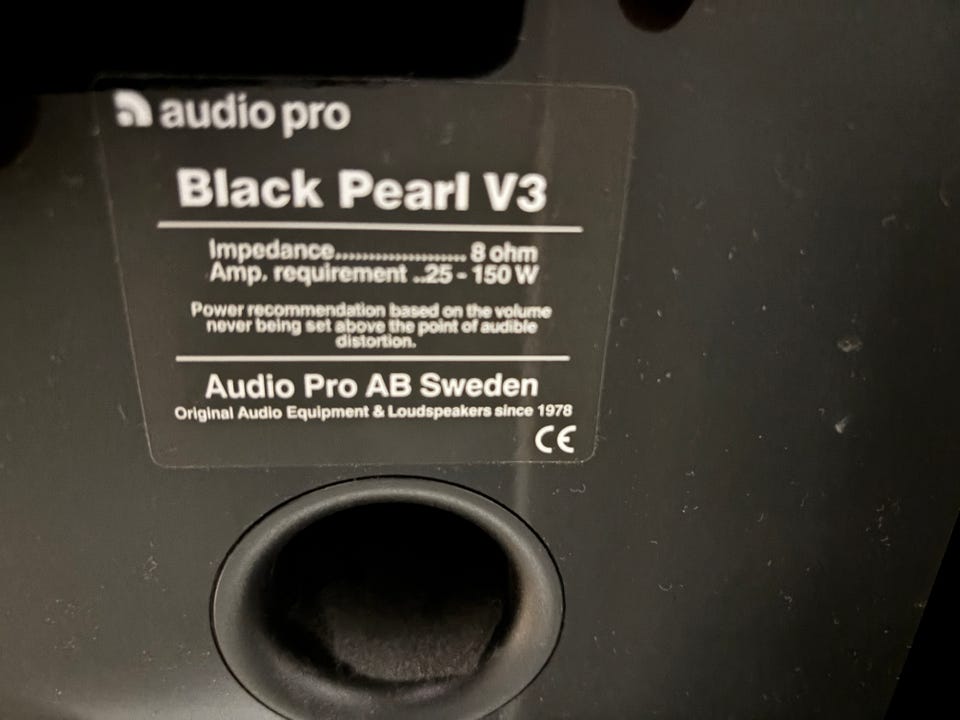 audio pro
Black Pearl V3
Impedance.................... 8 ohm
Amp. requirement ..25 - 150 W
Power recommendation based on the volume
never being set above the point of audible
distortion.
Audio Pro AB Sweden
Original Audio Equipment & Loudspeakers since 1978
CE